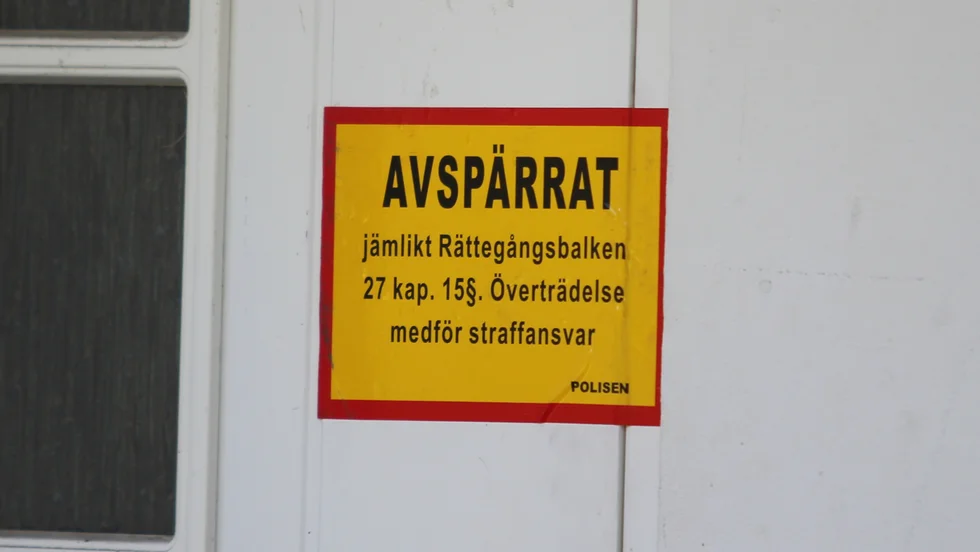 AVSPÄRRAT
jämlikt Rättegångsbalken
27 kap. 15§. Överträdelse
medför straffansvar
POLISEN